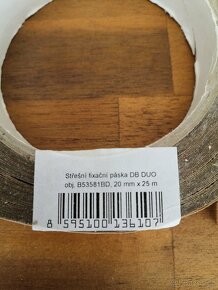 Střešní fixační páska DB DUO
obj. B53581BD, 20 mm x 25 m
8 595100 136107